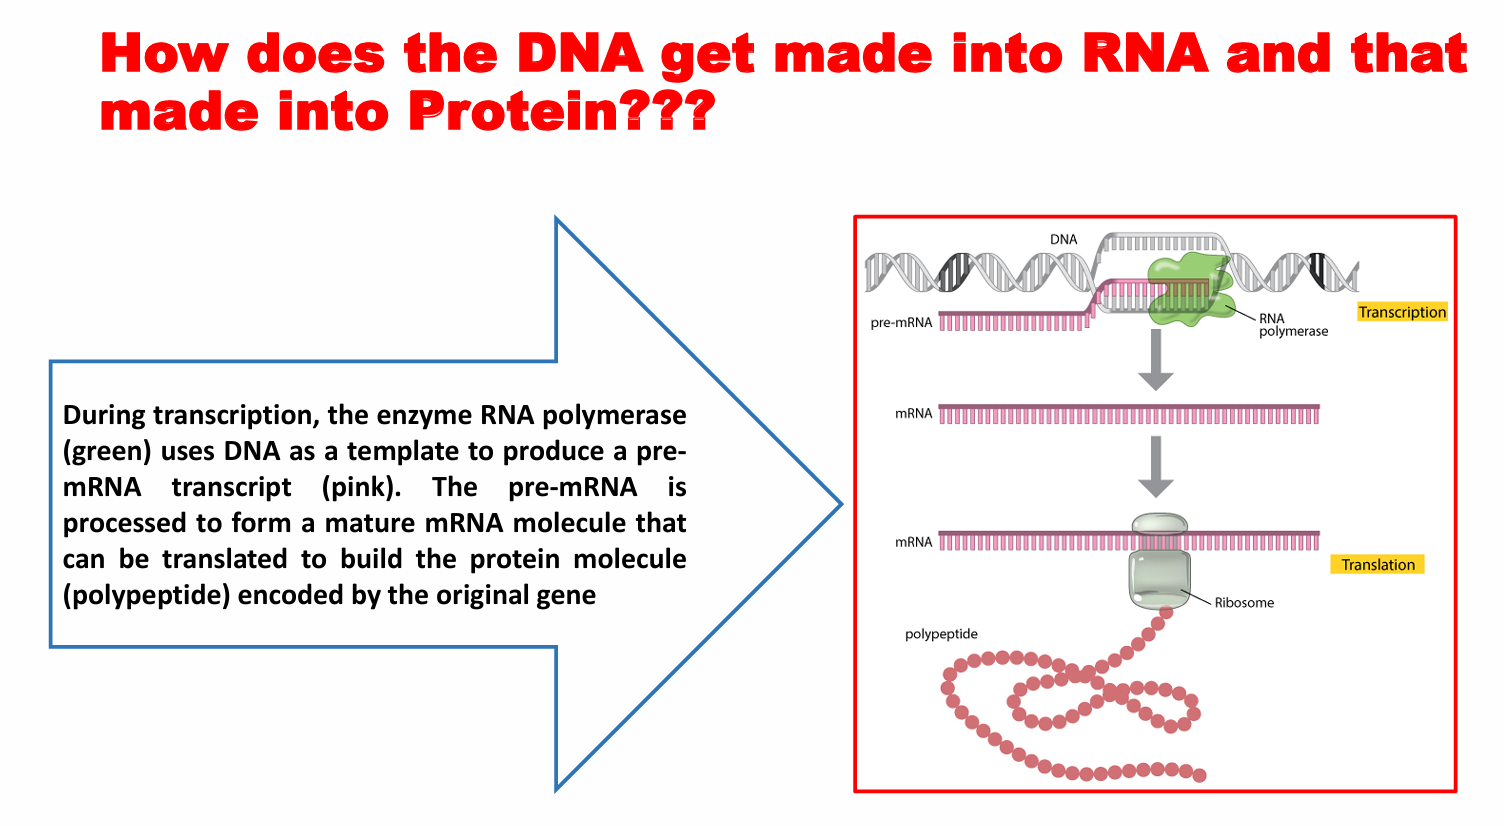 How does the DNA get made into RNA and that
made into Protein???
During transcription, the enzyme RNA polymerase
(green) uses DNA as a template to produce a pre-
mRNA transcript (pink). The pre-mRNA is
processed to form a mature mRNA molecule that
can be translated to build the protein molecule
(polypeptide) encoded by the original gene
DNA
pre-mRNA
RNA
polymerase
Transcription
mRNA
mRNA
Translation
Ribosome
polypeptide